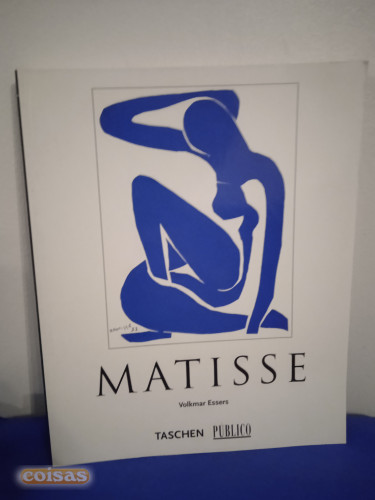 MATISSE
Volkmar Essers
TASCHEN PUBLICO
coisas